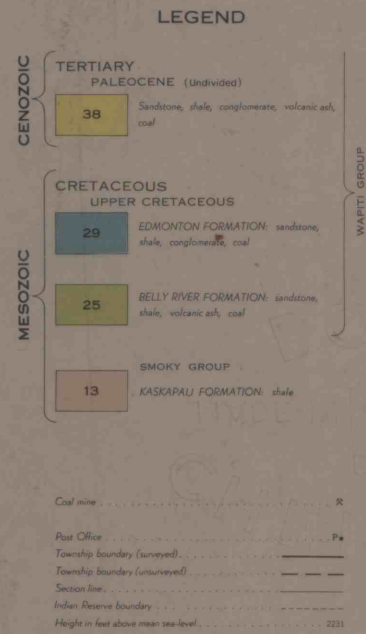 LEGEND
CENOZOIC
TERTIARY
PALEOCENE (Undivided)
38
Sandstone, shale, conglomerate, volcanic ash,
coal
MESOZOIC
CRETACEOUS
UPPER CRETACEOUS
29
EDMONTON FORMATION: sandstone,
shale, conglomerate, coal
25
BELLY RIVER FORMATION: sandstone,
shale, volcanic ash, coal
WAPITI GROUP
SMOKY GROUP
13
KASKAPAU FORMATION: shale
Coal mine
Post Office P
Township boundary (surveyed)
Township boundary (unsurveyed)
Section line
Indian Reserve boundary
Height in feet above mean sea-level 2231